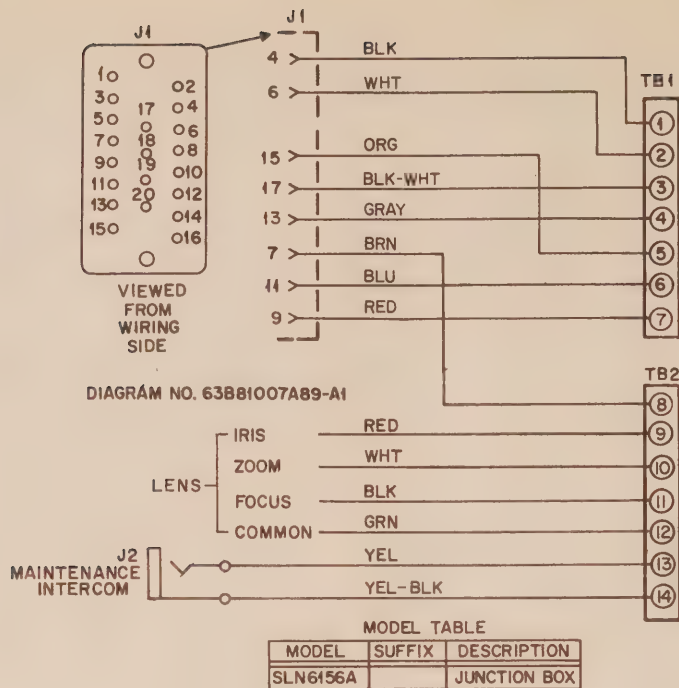 J1
1
2
3
4
5
17
6
7
18
8
9
19
10
11
20
12
13
14
15
16
VIEWED
FROM
WIRING
SIDE
J1
4 BLK
6 WHT
15 ORG
17 BLK-WHT
13 GRAY
7 BRN
11 BLU
9 RED
TB1
1
2
3
4
5
6
7
DIAGRAM NO. 63B81007A89-A1
TB2
8
9
10
11
12
13
14
LENS
IRIS RED
ZOOM WHT
FOCUS BLK
COMMON GRN
J2
MAINTENANCE
INTERCOM
YEL
YEL-BLK
MODEL TABLE
MODEL SUFFIX DESCRIPTION
SLN6156A JUNCTION BOX